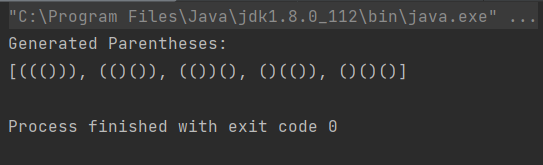 "C:\Program Files\Java\jdk1.8.0_112\bin\java.exe" ...
Generated Parentheses:
[((())), (()()), (())(), ()(()), ()()()]
Process finished with exit code 0